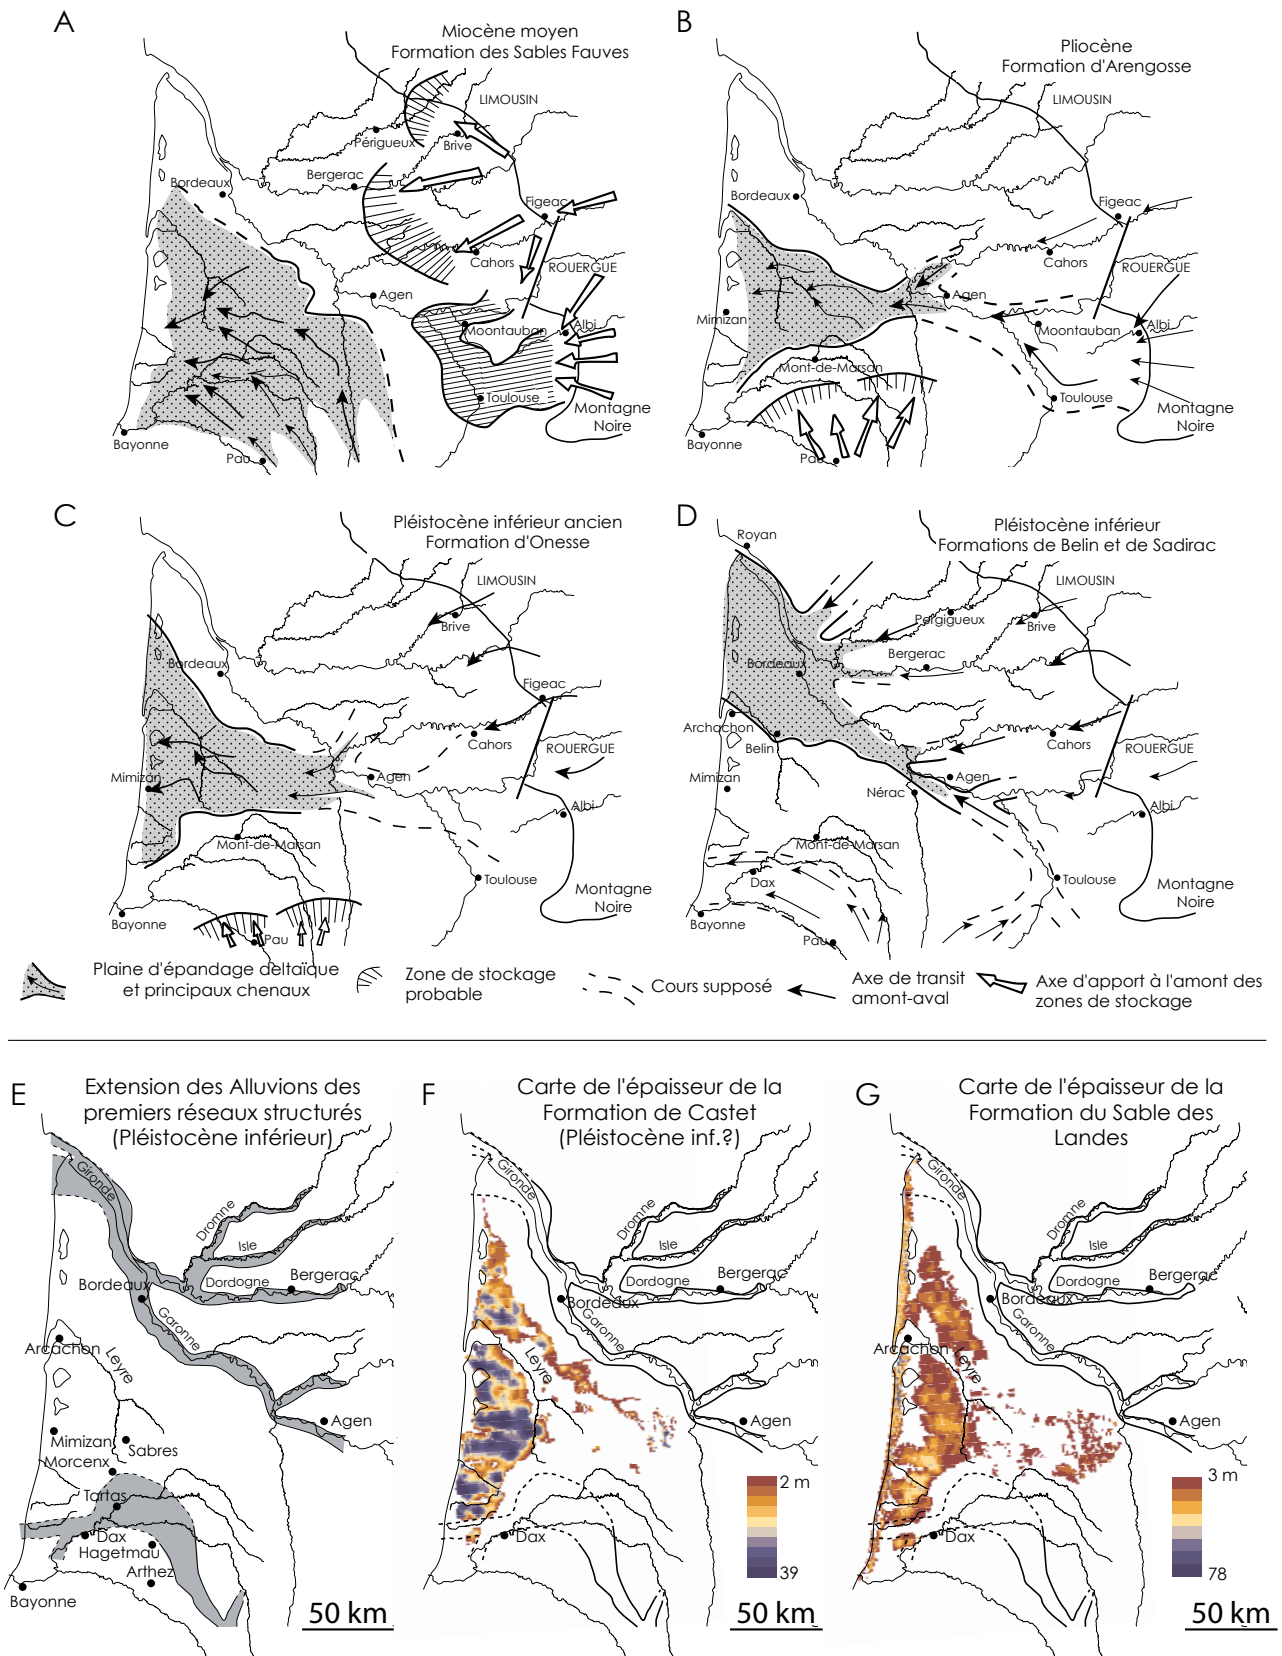 A
Miocène moyen
Formation des Sables Fauves
LIMOUSIN
Périgueux
Brive
Bergerac
Bordeaux
Figeac
Cahors
ROUERGUE
Agen
Moontauban
Albi
Toulouse
Montagne
Noire
Bayonne
Pau
B
Pliocène
Formation d'Arengosse
LIMOUSIN
Bordeaux
Figeac
Cahors
ROUERGUE
Agen
Mimizan
Moontauban
Albi
Mont-de-Marsan
Toulouse
Montagne
Noire
Bayonne
Pau
C
Pléistocène inférieur ancien
Formation d'Onesse
LIMOUSIN
Brive
Bordeaux
Figeac
Cahors
ROUERGUE
Mimizan
Agen
Albi
Mont-de-Marsan
Toulouse
Montagne
Noire
Bayonne
Pau
D
Royan
Pléistocène inférieur
Formations de Belin et de Sadirac
LIMOUSIN
Pergigueux
Brive
Bergerac
Bordeaux
Archachon
Belin
Cahors
ROUERGUE
Mimizan
Agen
Nérac
Albi
Mont-de-Marsan
Dax
Toulouse
Montagne
Noire
Bayonne
Pau
Plaine d'épandage deltaïque
et principaux chenaux
Zone de stockage
probable
Cours supposé
Axe de transit
amont-aval
Axe d'apport à l'amont des
zones de stockage
E
Extension des Alluvions des
premiers réseaux structurés
(Pléistocène inférieur)
Gironde
Dromne
Isle
Dordogne
Bergerac
Bordeaux
Garonne
Arcachon
Leyre
Agen
Mimizan
Sabres
Morcenx
Tartas
Dax
Hagetmau
Arthez
Bayonne
50 km
F
Carte de l'épaisseur de la
Formation de Castet
(Pléistocène inf.?)
Gironde
Dromne
Isle
Dordogne
Bergerac
Bordeaux
Garonne
Leyre
Agen
2 m
39
Dax
50 km
G
Carte de l'épaisseur de la
Formation du Sable des
Landes
Gironde
Dromne
Isle
Dordogne
Bergerac
Bordeaux
Garonne
Arcachon
Leyre
Agen
3 m
78
Dax
50 km